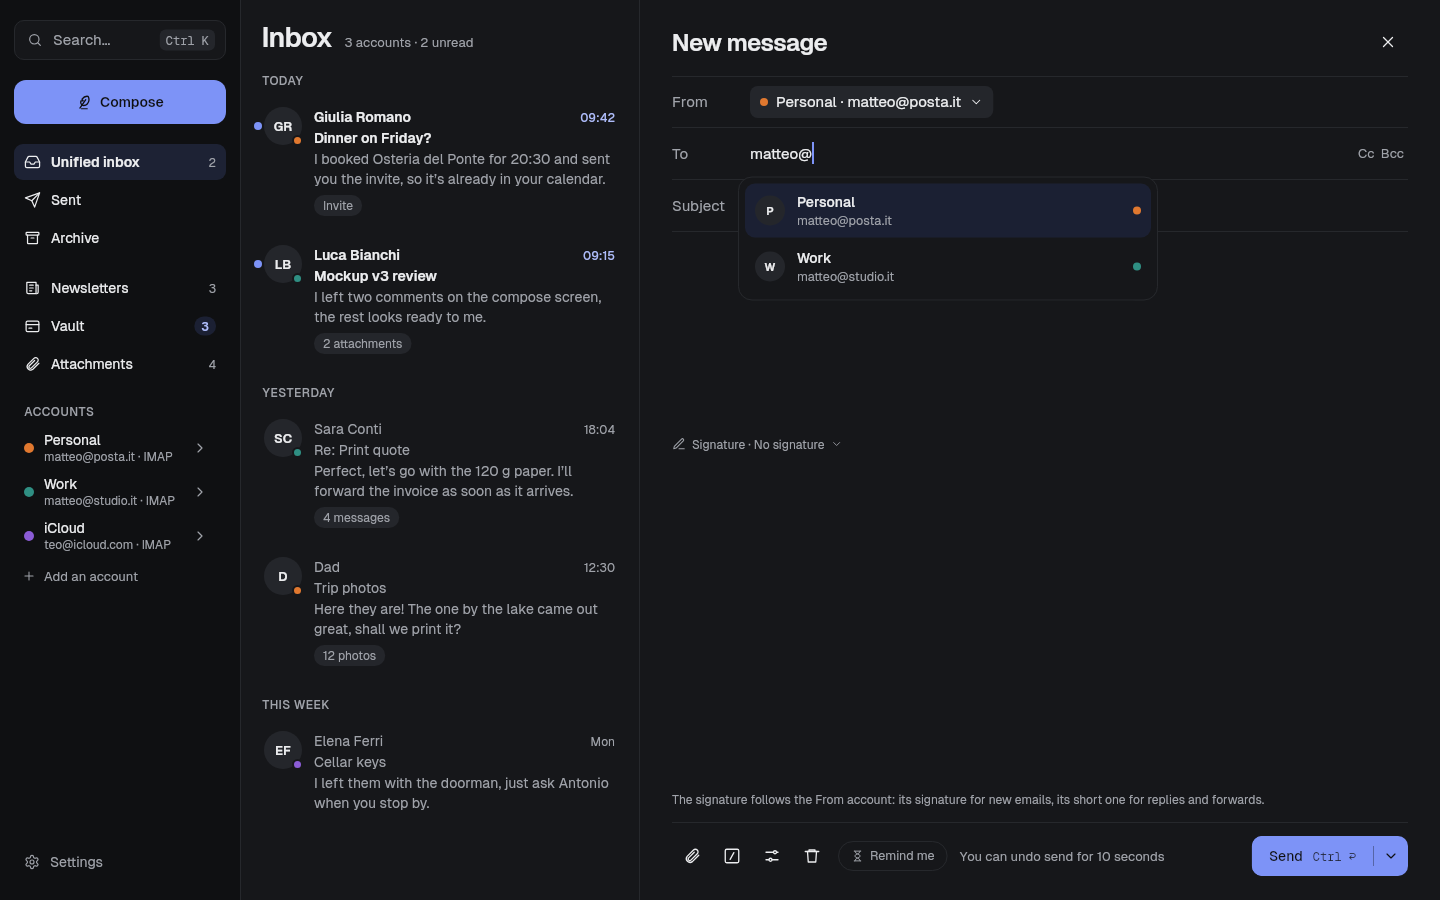 Search…
Ctrl K
Compose
Unified inbox
2
Sent
Archive
Newsletters
3
Vault
3
Attachments
4
ACCOUNTS
Personal
matteo@posta.it · IMAP
Work
matteo@studio.it · IMAP
iCloud
teo@icloud.com · IMAP
Add an account
Settings
Inbox
3 accounts · 2 unread
TODAY
GR
Giulia Romano
09:42
Dinner on Friday?
I booked Osteria del Ponte for 20:30 and sent
you the invite, so it's already in your calendar.
Invite
LB
Luca Bianchi
09:15
Mockup v3 review
I left two comments on the compose screen,
the rest looks ready to me.
2 attachments
YESTERDAY
SC
Sara Conti
18:04
Re: Print quote
Perfect, let's go with the 120 g paper. I'll
forward the invoice as soon as it arrives.
4 messages
D
Dad
12:30
Trip photos
Here they are! The one by the lake came out
great, shall we print it?
12 photos
THIS WEEK
EF
Elena Ferri
Mon
Cellar keys
I left them with the doorman, just ask Antonio
when you stop by.
New message
From
Personal · matteo@posta.it
To
matteo@
Cc Bcc
Subject
P
Personal
matteo@posta.it
W
Work
matteo@studio.it
Signature · No signature
The signature follows the From account: its signature for new emails, its short one for replies and forwards.
Remind me
You can undo send for 10 seconds
Send Ctrl ⏎